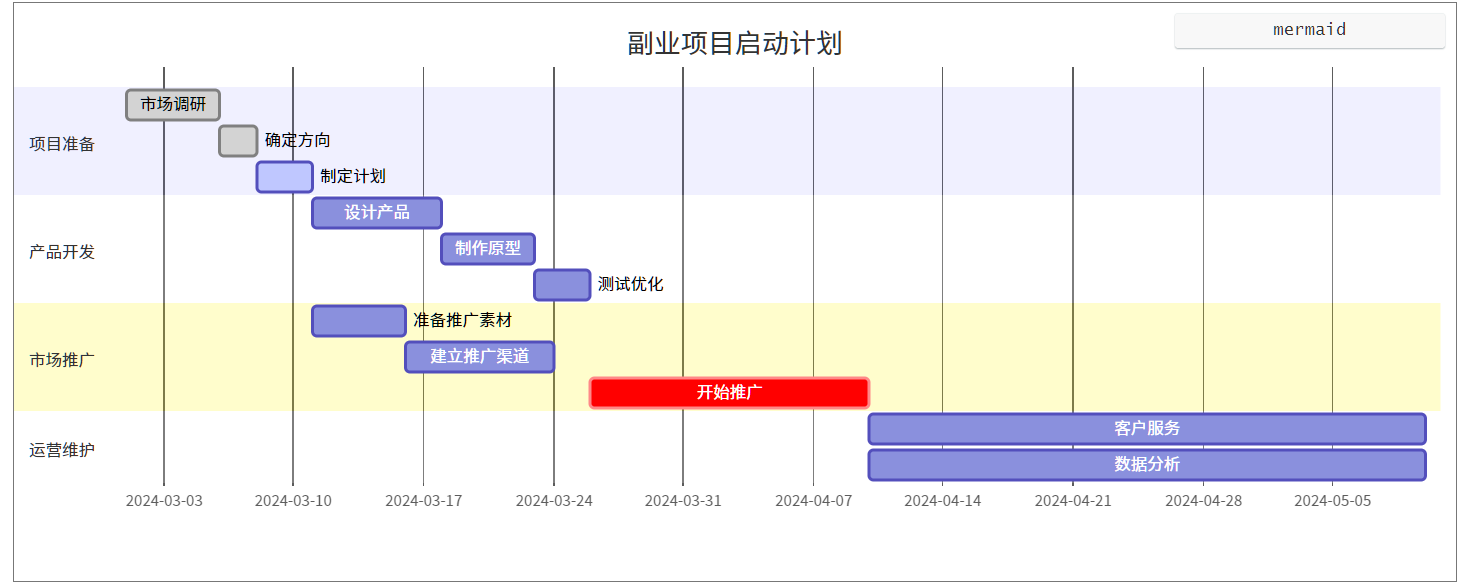 副业项目启动计划
mermaid
项目准备
市场调研
确定方向
制定计划
产品开发
设计产品
制作原型
测试优化
市场推广
准备推广素材
建立推广渠道
开始推广
运营维护
客户服务
数据分析
2024-03-03 2024-03-10 2024-03-17 2024-03-24 2024-03-31 2024-04-07 2024-04-14 2024-04-21 2024-04-28 2024-05-05